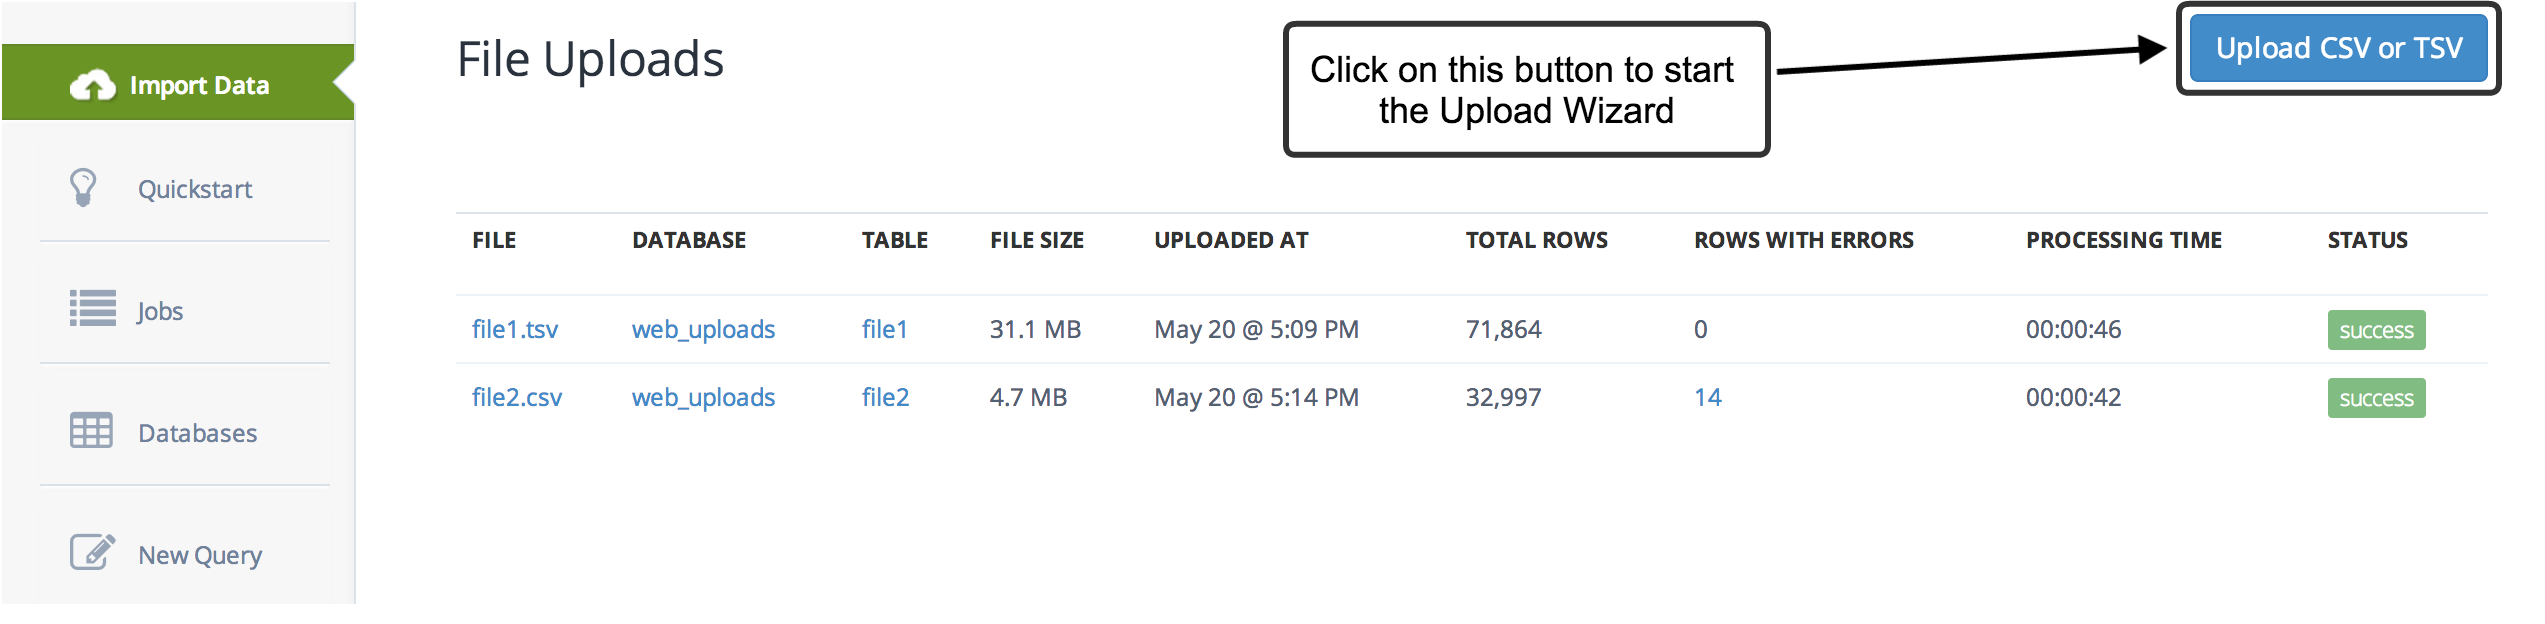 Import Data
Quickstart
Jobs
Databases
New Query
File Uploads
Click on this button to start
the Upload Wizard
Upload CSV or TSV
FILE DATABASE TABLE FILE SIZE UPLOADED AT TOTAL ROWS ROWS WITH ERRORS PROCESSING TIME STATUS
file1.tsv web_uploads file1 31.1 MB May 20 @ 5:09 PM 71,864 0 00:00:46 success
file2.csv web_uploads file2 4.7 MB May 20 @ 5:14 PM 32,997 14 00:00:42 success